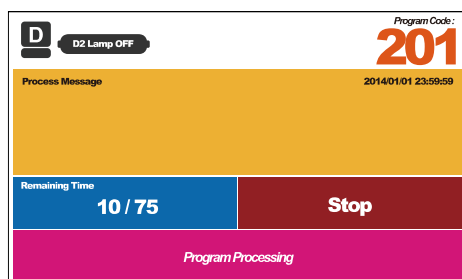 D
D2 Lamp OFF
Program Code :
201
Process Message
2014/01/01 23:59:59
Remaining Time
10 / 75
Stop
Program Processing